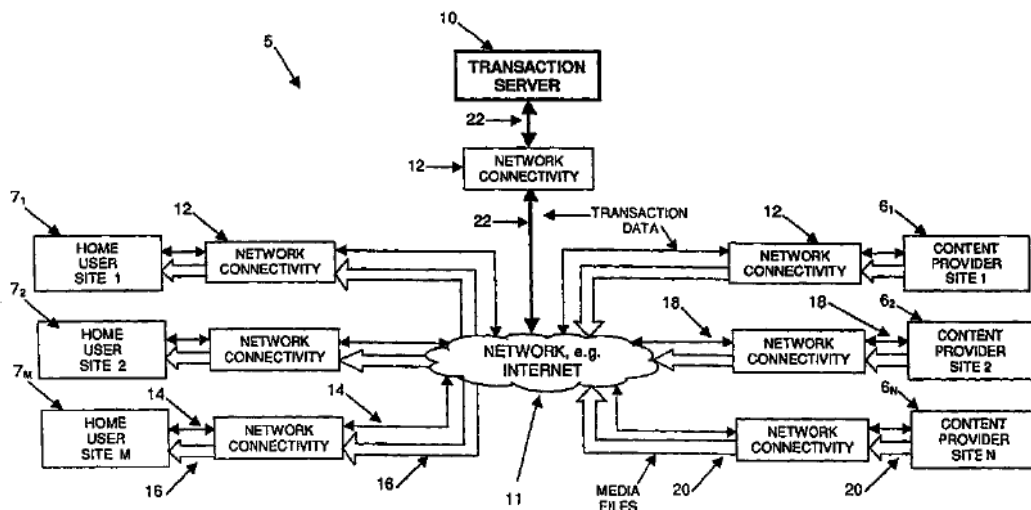 10
5
TRANSACTION
SERVER
22
12
NETWORK
CONNECTIVITY
22
TRANSACTION
DATA
7₁
12
HOME
USER
SITE 1
NETWORK
CONNECTIVITY
12
6₁
NETWORK
CONNECTIVITY
CONTENT
PROVIDER
SITE 1
7₂
HOME
USER
SITE 2
NETWORK
CONNECTIVITY
NETWORK, e.g.
INTERNET
18
18
6₂
NETWORK
CONNECTIVITY
CONTENT
PROVIDER
SITE 2
7M
14
14
HOME
USER
SITE M
NETWORK
CONNECTIVITY
16
16
11
6N
NETWORK
CONNECTIVITY
CONTENT
PROVIDER
SITE N
MEDIA
FILES
20
20